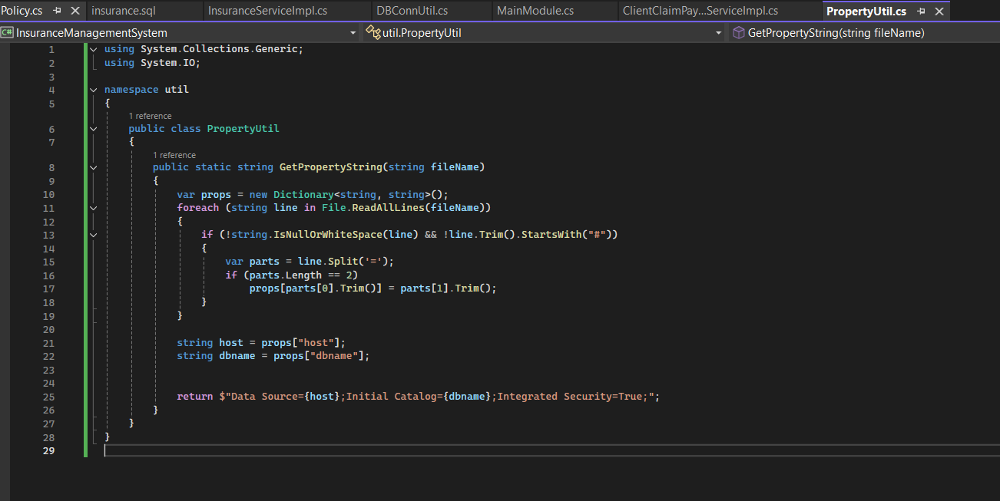 Policy.cs insurance.sql InsuranceServiceImpl.cs DBConnUtil.cs MainModule.cs ClientClaimPay...ServiceImpl.cs PropertyUtil.cs
C# InsuranceManagementSystem util.PropertyUtil GetPropertyString(string fileName)
1 using System.Collections.Generic;
2 using System.IO;
3
4 namespace util
5 {
1 reference
6 public class PropertyUtil
7 {
1 reference
8 public static string GetPropertyString(string fileName)
9 {
10 var props = new Dictionary<string, string>();
11 foreach (string line in File.ReadAllLines(fileName))
12 {
13 if (!string.IsNullOrWhiteSpace(line) && !line.Trim().StartsWith("#"))
14 {
15 var parts = line.Split('=');
16 if (parts.Length == 2)
17 props[parts[0].Trim()] = parts[1].Trim();
18 }
19 }
20
21 string host = props["host"];
22 string dbname = props["dbname"];
23
24
25 return $"Data Source={host};Initial Catalog={dbname};Integrated Security=True;";
26 }
27 }
28 }
29